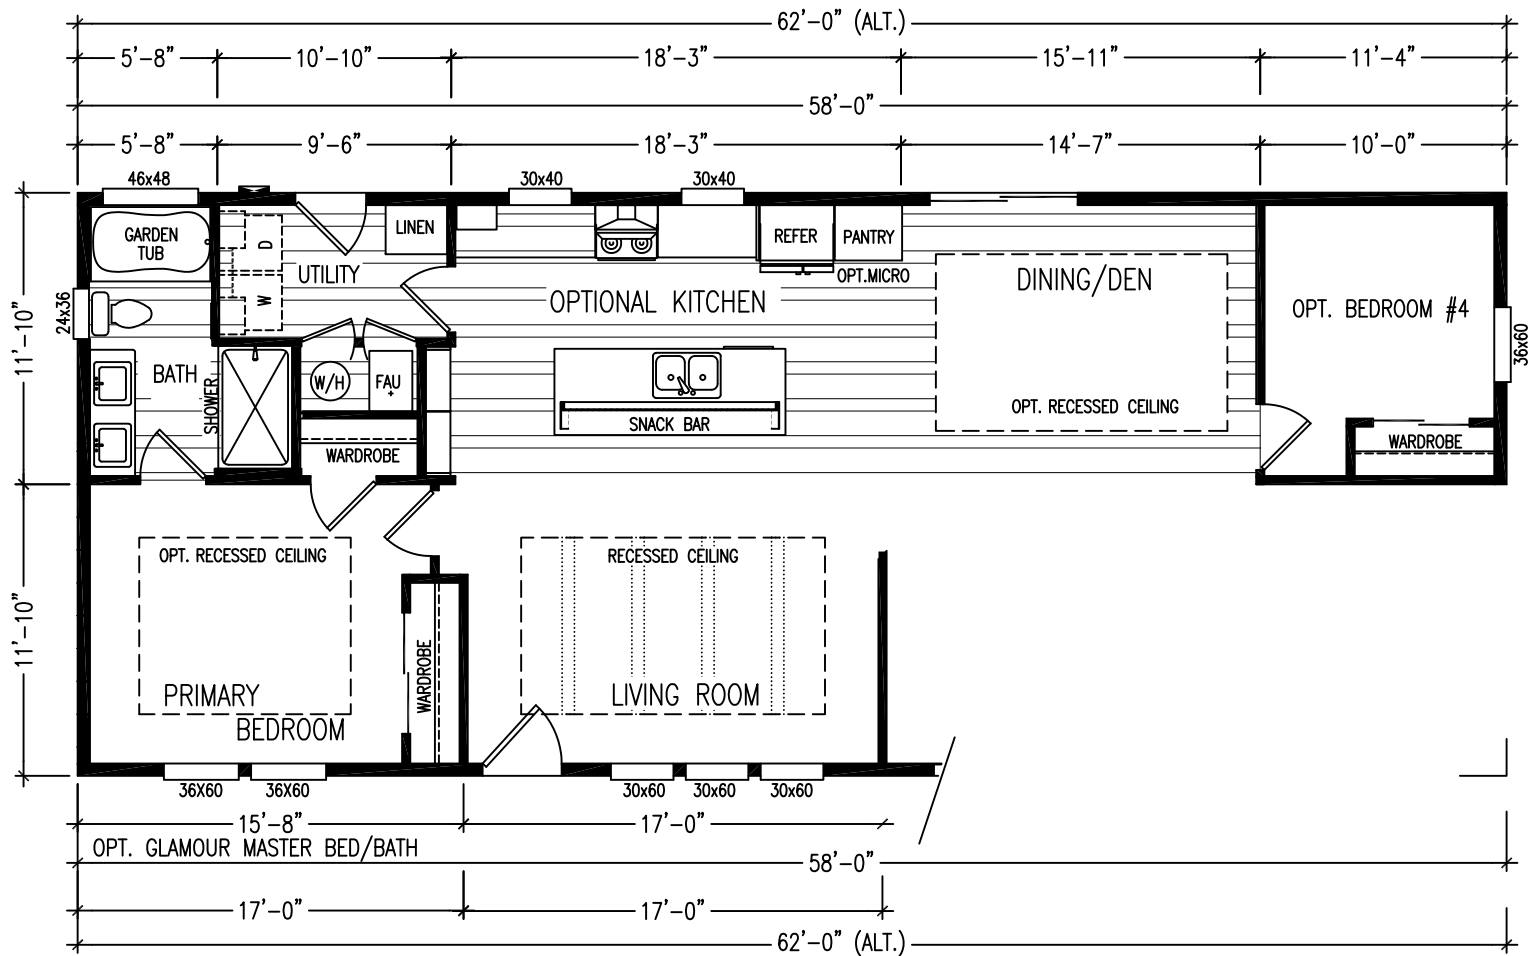 62'-0" (ALT.)
5'-8" 10'-10" 18'-3" 15'-11" 11'-4"
58'-0"
5'-8" 9'-6" 18'-3" 14'-7" 10'-0"
46x48 30x40 30x40
GARDEN
TUB
D
LINEN
REFER
PANTRY
UTILITY
OPT.MICRO
DINING/DEN
W
OPTIONAL KITCHEN
OPT. BEDROOM #4
24x36
36x60
11'-10"
BATH
SHOWER
W/H
FAU
+
OPT. RECESSED CEILING
SNACK BAR
WARDROBE
WARDROBE
OPT. RECESSED CEILING
RECESSED CEILING
11'-10"
WARDROBE
PRIMARY
BEDROOM
LIVING ROOM
36X60 36X60 30x60 30x60 30x60
15'-8" 17'-0"
OPT. GLAMOUR MASTER BED/BATH
58'-0"
17'-0" 17'-0"
62'-0" (ALT.)